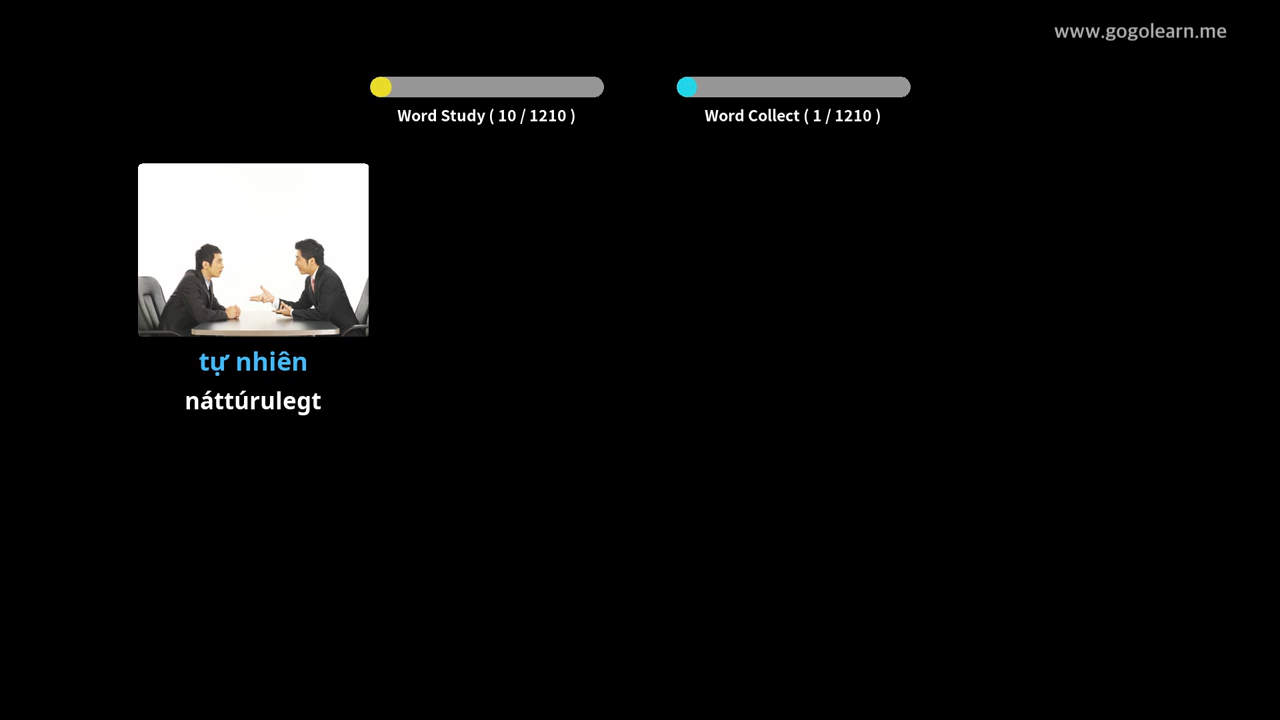 www.gogolearn.me
Word Study ( 10 / 1210 )
Word Collect ( 1 / 1210 )
tự nhiên
náttúrulegt